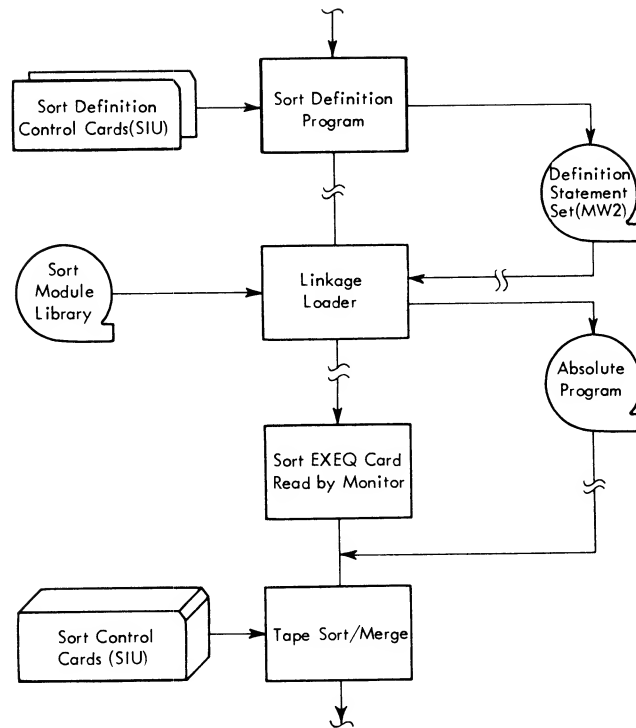 Sort Definition
Control Cards(SIU)
Sort Definition
Program
Definition
Statement
Set(MW2)
Sort
Module
Library
Linkage
Loader
Absolute
Program
Sort EXEQ Card
Read by Monitor
Sort Control
Cards (SIU)
Tape Sort/Merge